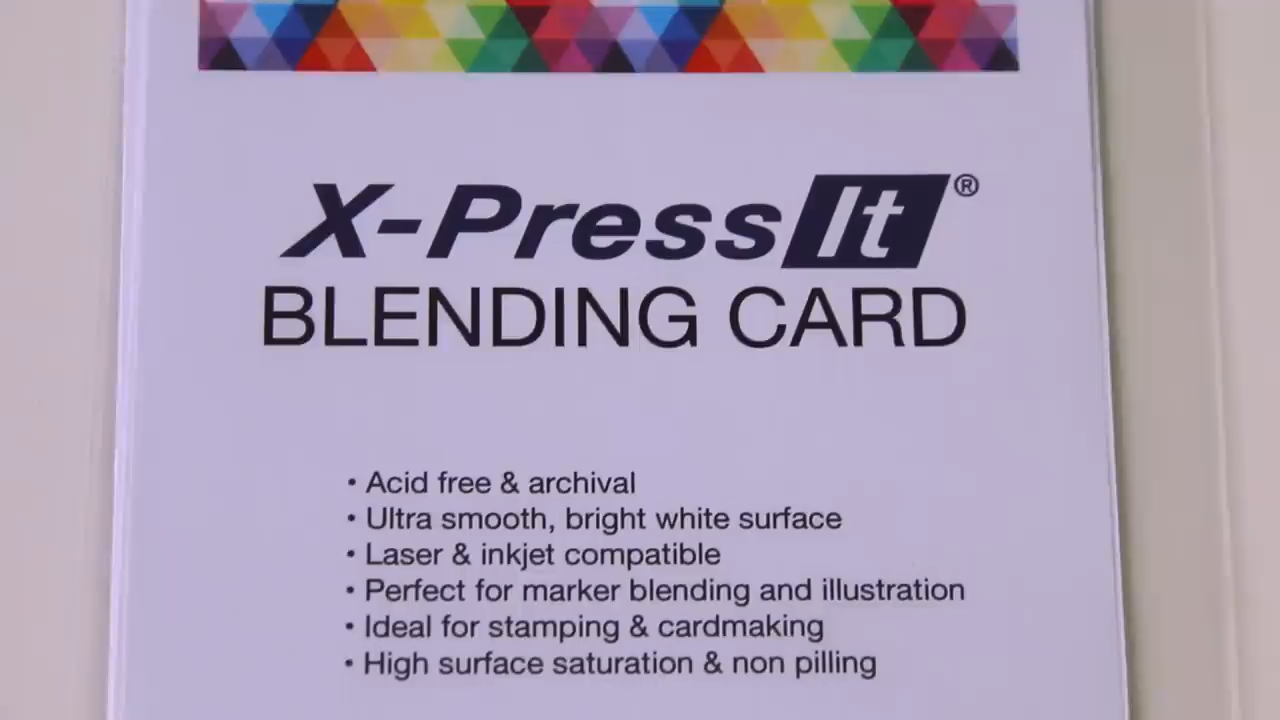 X-Press It®
BLENDING CARD
• Acid free & archival
• Ultra smooth, bright white surface
• Laser & inkjet compatible
• Perfect for marker blending and illustration
• Ideal for stamping & cardmaking
• High surface saturation & non pilling